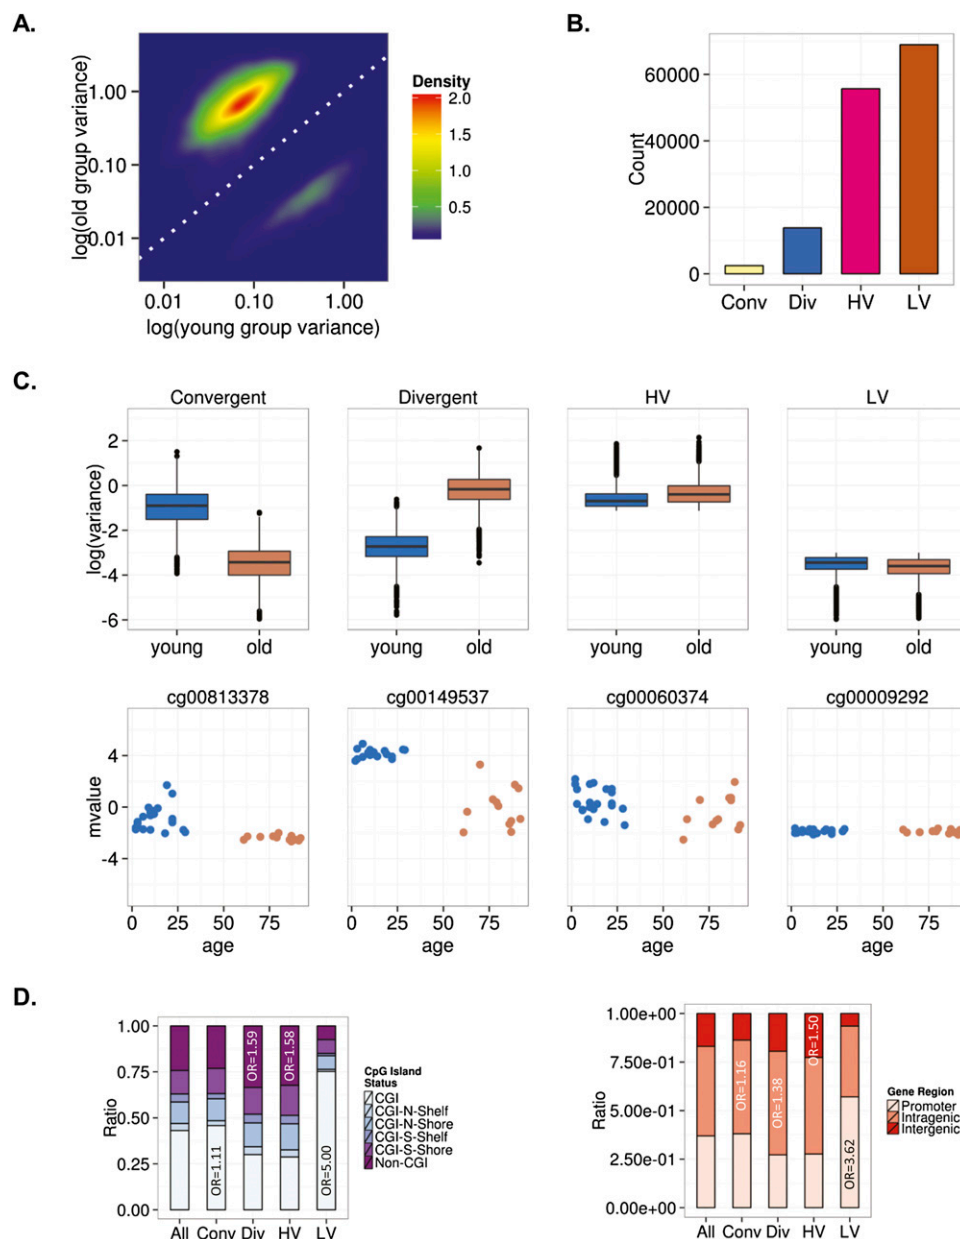 A.
log(old group variance)
1.00
0.10
0.01
0.01 0.10 1.00
log(young group variance)
Density
2.0
1.5
1.0
0.5
B.
Count
60000
40000
20000
0
Conv Div HV LV
C.
Convergent Divergent HV LV
log(variance)
2
0
-2
-4
-6
young old young old young old young old
cg00813378 cg00149537 cg00060374 cg00009292
mvalue
4
0
-4
0 25 50 75 0 25 50 75 0 25 50 75 0 25 50 75
age age age age
D.
Ratio
1.00
0.75
0.50
0.25
0.00
OR=1.11
OR=1.59
OR=1.58
OR=5.00
All Conv Div HV LV
CpG Island
Status
CGI
CGI-N-Shelf
CGI-N-Shore
CGI-S-Shelf
CGI-S-Shore
Non-CGI
Ratio
1.00e+00
7.50e-01
5.00e-01
2.50e-01
0.00e+00
OR=1.16
OR=1.38
OR=1.50
OR=3.62
All Conv Div HV LV
Gene Region
Promoter
Intragenic
Intergenic